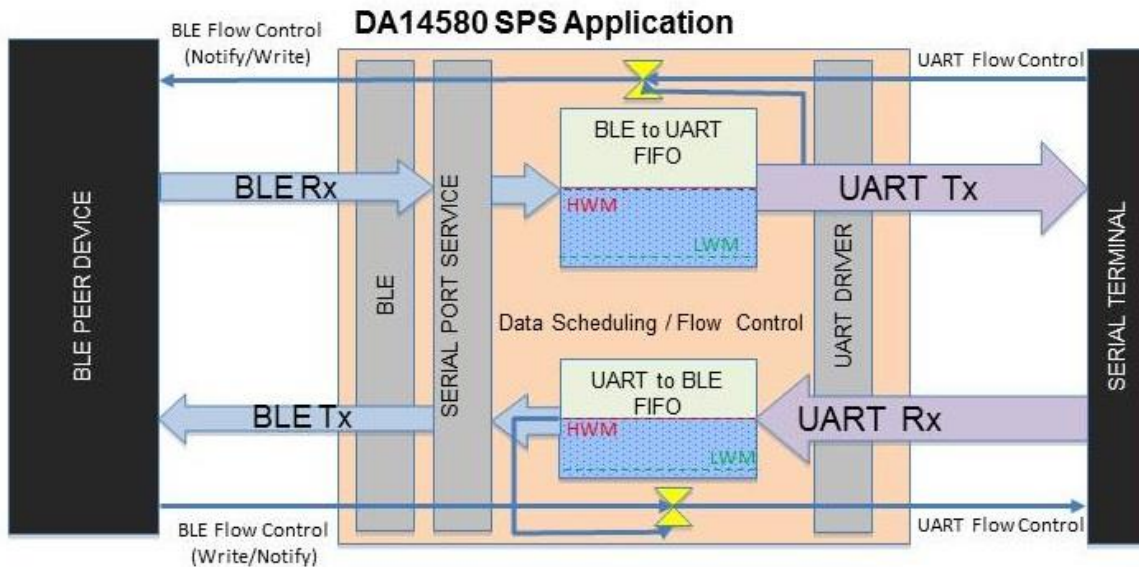 DA14580 SPS Application
BLE Flow Control
(Notify/Write)
UART Flow Control
BLE to UART
FIFO
BLE Rx
UART Tx
HWM
LWM
BLE PEER DEVICE
BLE
SERIAL PORT SERVICE
Data Scheduling / Flow Control
UART DRIVER
SERIAL TERMINAL
UART to BLE
FIFO
BLE Tx
UART Rx
HWM
LWM
BLE Flow Control
(Write/Notify)
UART Flow Control